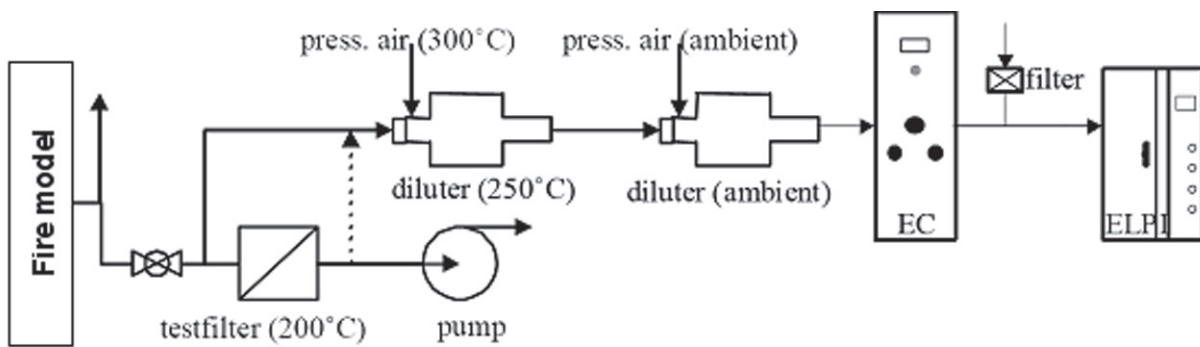 press. air (300°C)
press. air (ambient)
filter
Fire model
diluter (250°C)
diluter (ambient)
EC
ELPI
testfilter (200°C)
pump